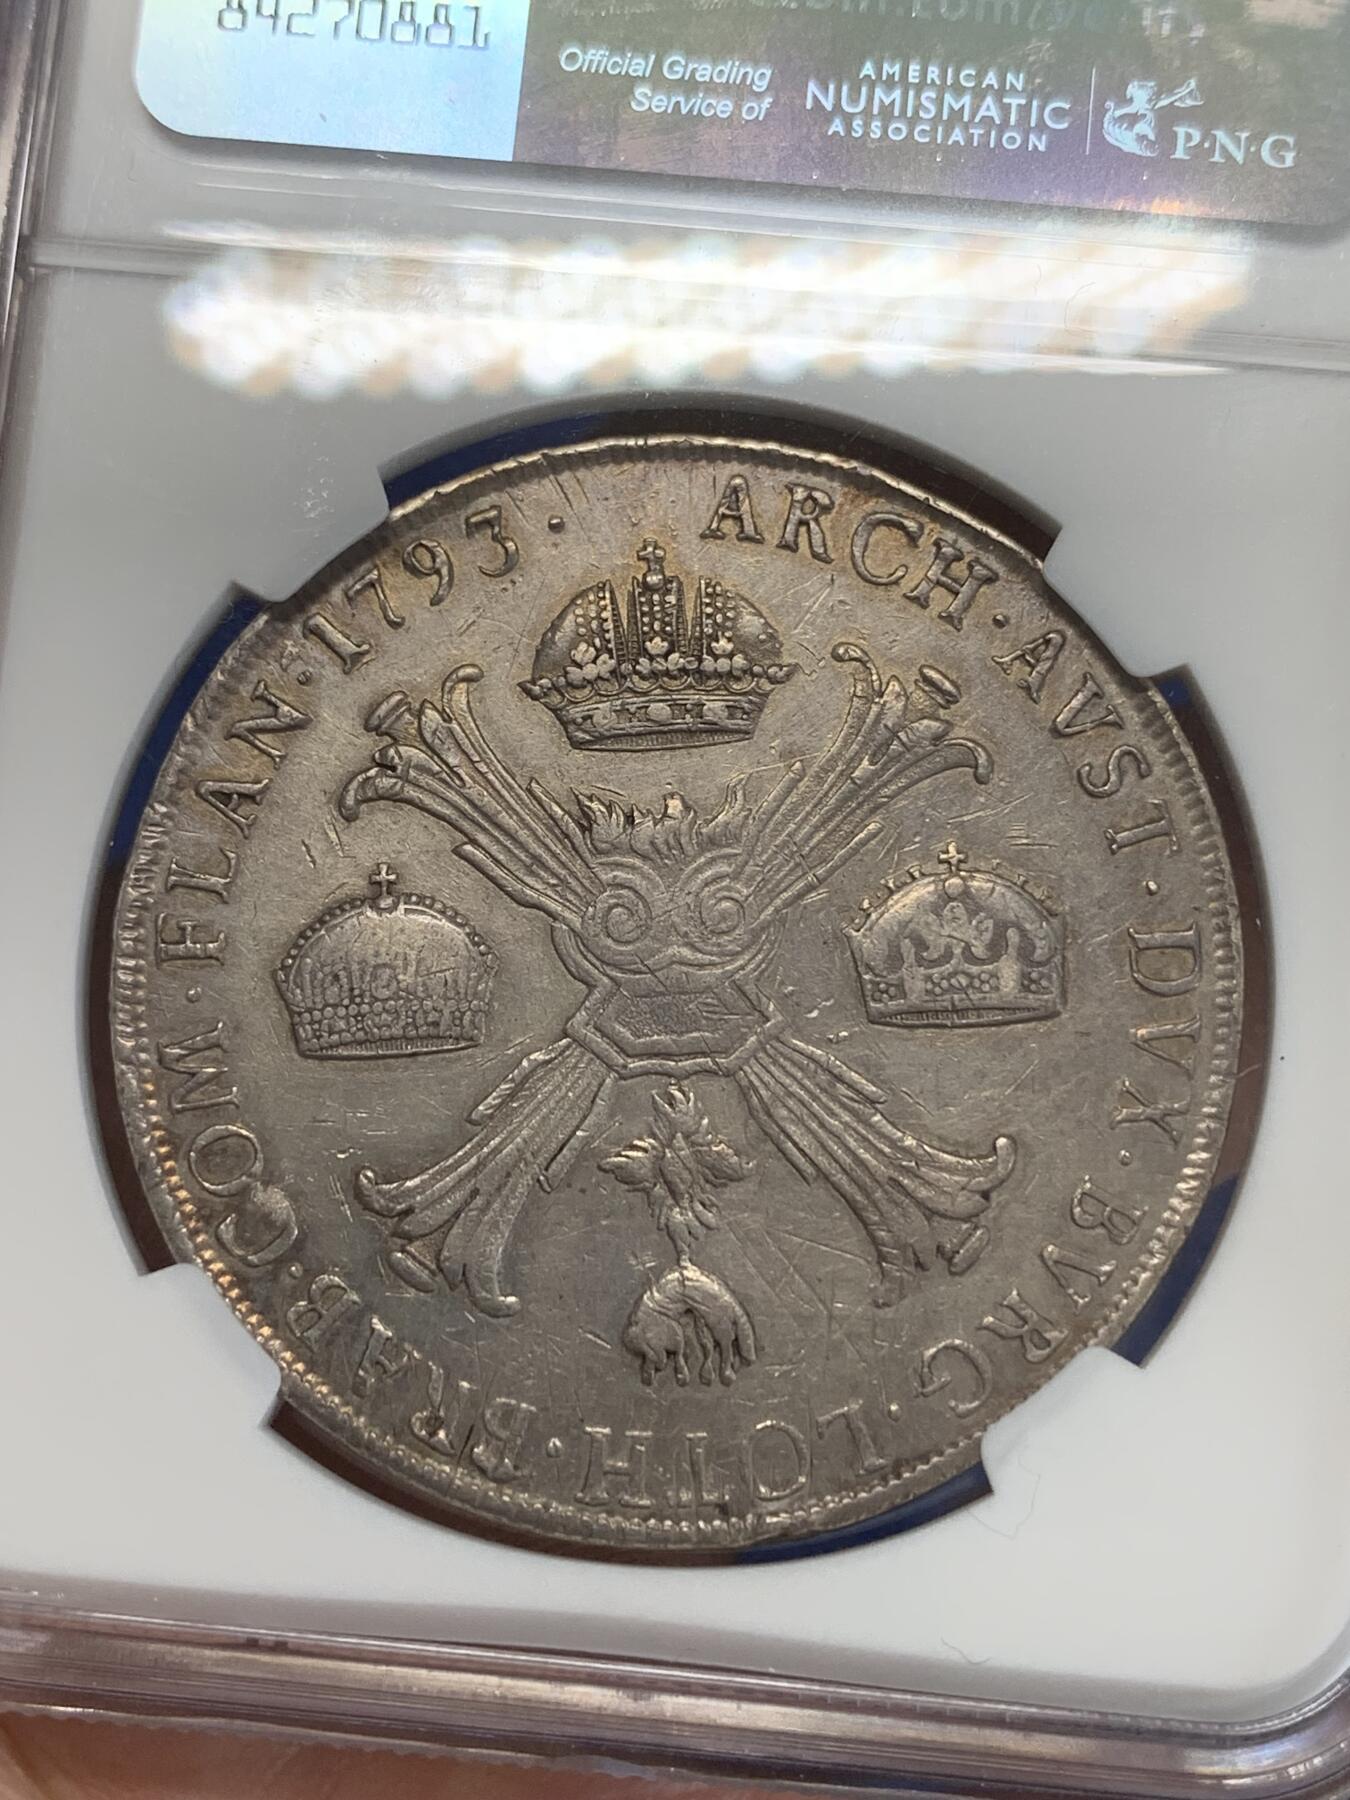 84270881
Official Grading
Service of
AMERICAN
NUMISMATIC
ASSOCIATION
P·N·G
ARCH · AVST · DVX · BVRG · LOTH · BRAB · COM · FLAN · 1793 ·